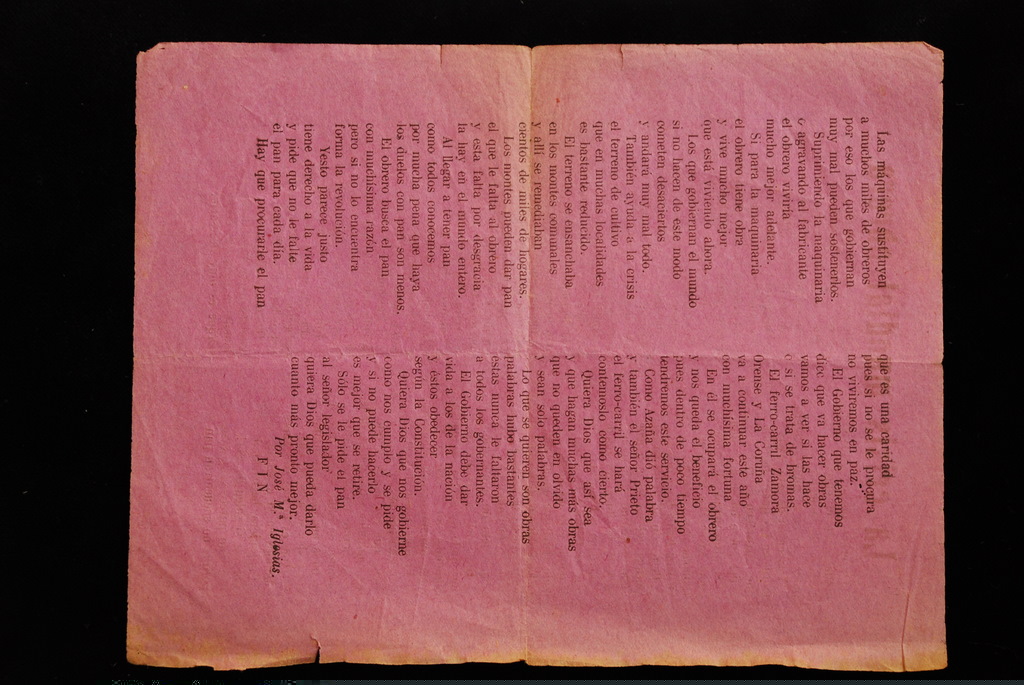 Las máquinas sustituyen
a muchos miles de obreros
por eso los que gobiernan
muy mal pueden sostenerlos.
Suprimiendo la maquinaria
o agravando al fabricante
el obrero viviría
mucho mejor adelante.
Si para la maquinaria
el obrero tiene obra
y vive mucho mejor
que está viviendo ahora.
Los que gobiernan el mundo
si no hacen de este modo
cometen desaciertos
y andará muy mal todo.
También ayuda a la crisis
el terreno de cultivo
que en muchas localidades
es bastante reducido.
El terreno se ensanchaba
en los montes comunales
y allí se remediaban
cientos de miles de hogares.
Los montes pueden dar pan
el que le falta al obrero
y esta falta por desgracia
la hay en el mundo entero.
Al llegar a tener pan
como todos conocemos
por mucha pena que haya
los duelos con pan son menos.
El obrero busca el pan
con muchísima razón
pero si no lo encuentra
forma la revolución.
Yesto parece justo
tiene derecho a la vida
y pide que no le falte
el pan para cada día.
Hay que procurarle el pan
que es una caridad
pues si no se le procura
no viviremos en paz.
El Gobierno que tenemos
dice que va hacer obras
vamos a ver si las hace
o si se trata de bromas.
El ferro-carril Zamora
Orense y La Coruña
va a continuar este año
con muchísima fortuna
En él se ocupará el obrero
y nos queda el beneficio
pues dentro de poco tiempo
tendremos este servicio.
Como Azaña dió palabra
y también el señor Prieto
el ferro-carril se hará
contémoslo como cierto.
Quiera Dios que así sea
y que hagan muchas más obras
que no queden en olvido
y sean solo palabras.
Lo que se quieren son obras
palabras hubo bastantes
estas nunca le faltaron
a todos los gobernantes.
El Gobierno debe dar
vida a los de la nación
y éstos obedecer
según la Constitución.
Quiera Dios que nos gobierne
como nos cumple y se pide
y si no puede hacerlo
es mejor que se retire.
Sólo se le pide el pan
al señor legislador
quiera Dios que pueda darlo
cuanto más pronto mejor.
Por José M.ª Iglesias.
FIN